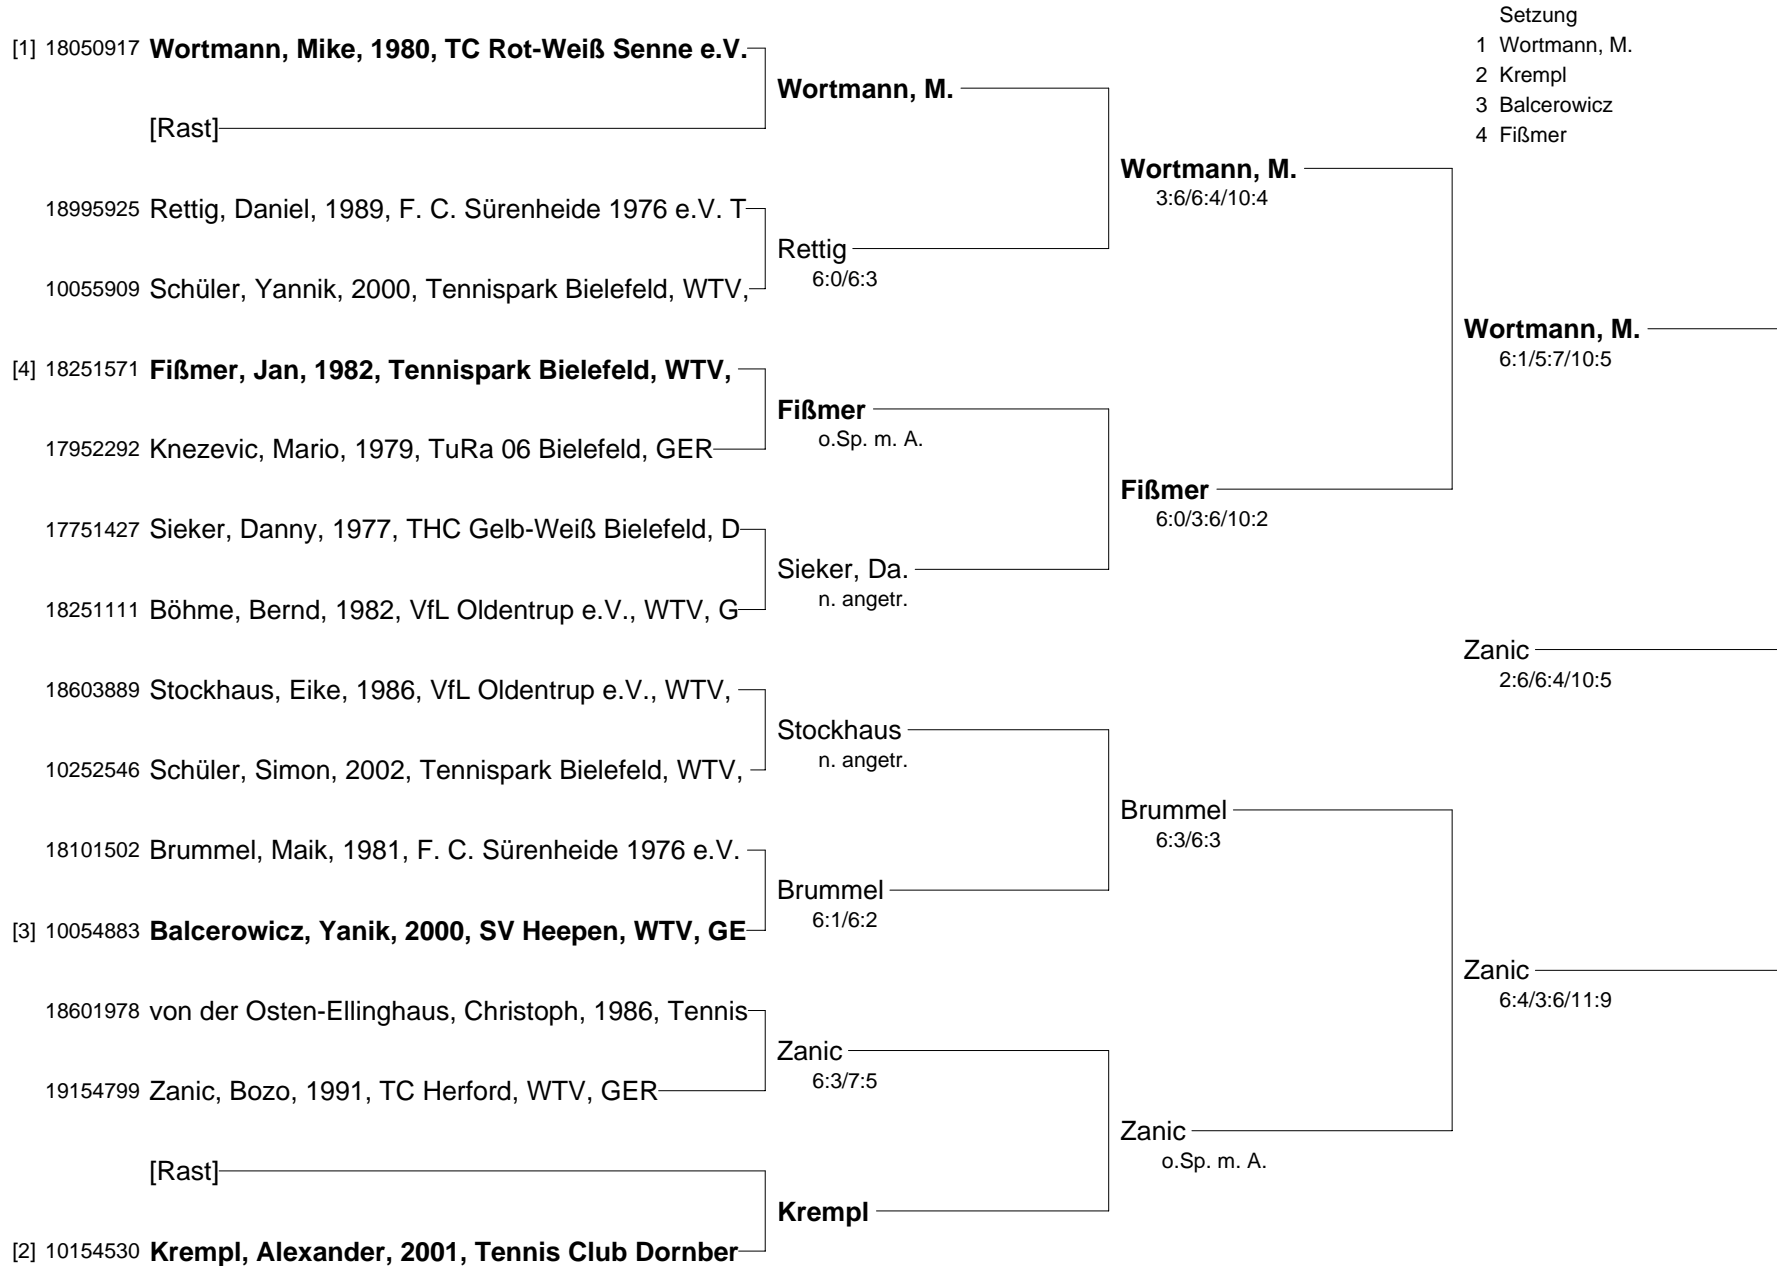 Setzung
1 Wortmann, M.
2 Krempl
3 Balcerowicz
4 Fißmer
[1] 18050917 Wortmann, Mike, 1980, TC Rot-Weiß Senne e.V.
Wortmann, M.
[Rast]
Wortmann, M.
3:6/6:4/10:4
18995925 Rettig, Daniel, 1989, F. C. Sürenheide 1976 e.V. T
Rettig
6:0/6:3
10055909 Schüler, Yannik, 2000, Tennispark Bielefeld, WTV,
Wortmann, M.
6:1/5:7/10:5
[4] 18251571 Fißmer, Jan, 1982, Tennispark Bielefeld, WTV,
Fißmer
o.Sp. m. A.
17952292 Knezevic, Mario, 1979, TuRa 06 Bielefeld, GER
Fißmer
6:0/3:6/10:2
17751427 Sieker, Danny, 1977, THC Gelb-Weiß Bielefeld, D
Sieker, Da.
n. angetr.
18251111 Böhme, Bernd, 1982, VfL Oldentrup e.V., WTV, G
Zanic
2:6/6:4/10:5
18603889 Stockhaus, Eike, 1986, VfL Oldentrup e.V., WTV,
Stockhaus
n. angetr.
10252546 Schüler, Simon, 2002, Tennispark Bielefeld, WTV,
Brummel
6:3/6:3
18101502 Brummel, Maik, 1981, F. C. Sürenheide 1976 e.V.
Brummel
6:1/6:2
[3] 10054883 Balcerowicz, Yanik, 2000, SV Heepen, WTV, GE
Zanic
6:4/3:6/11:9
18601978 von der Osten-Ellinghaus, Christoph, 1986, Tennis
Zanic
6:3/7:5
19154799 Zanic, Bozo, 1991, TC Herford, WTV, GER
Zanic
o.Sp. m. A.
[Rast]
Krempl
[2] 10154530 Krempl, Alexander, 2001, Tennis Club Dornber